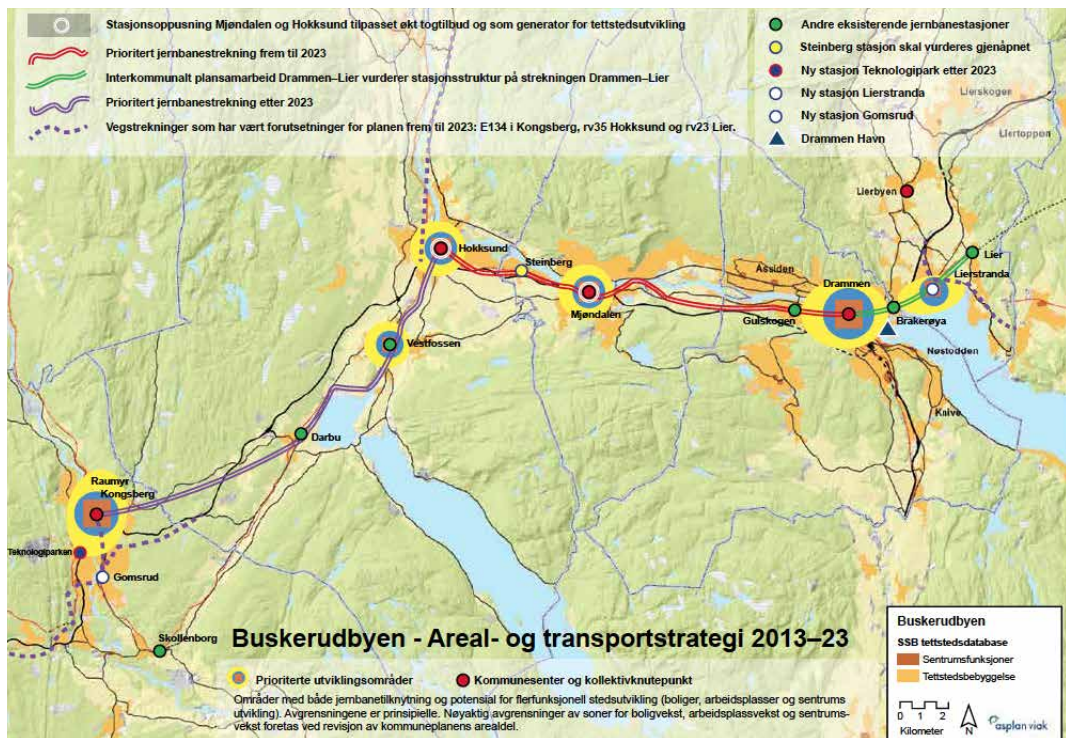 Stasjonsoppusning Mjøndalen og Hokksund tilpasset økt togtilbud og som generator for tettstedsutvikling
Prioritert jernbanestrekning frem til 2023
Interkommunalt plansamarbeid Drammen–Lier vurderer stasjonsstruktur på strekningen Drammen–Lier
Prioritert jernbanestrekning etter 2023
Vegstrekninger som har vært forutsetninger for planen frem til 2023: E134 i Kongsberg, rv35 Hokksund og rv23 Lier.
Andre eksisterende jernbanestasjoner
Steinberg stasjon skal vurderes gjenåpnet
Ny stasjon Teknologipark etter 2023
Ny stasjon Lierstranda
Ny stasjon Gomsrud
Drammen Havn
Lierskogen
Liertoppen
Lierbyen
Lier
Lierstranda
Hokksund
Steinberg
Mjøndalen
Åssiden
Drammen
Gulskogen
Brakerøya
Nøstodden
Knive
Vestfossen
Darbu
Raumyr
Kongsberg
Teknologiparken
Gomsrud
Skollenborg
Buskerudbyen - Areal- og transportstrategi 2013–23
Prioriterte utviklingsområder
Kommunesenter og kollektivknutepunkt
Områder med både jernbanetilknytning og potensial for flerfunksjonell stedsutvikling (boliger, arbeidsplasser og sentrums
utvikling). Avgrensningene er prinsipielle. Nøyaktig avgrensninger av soner for boligvekst, arbeidsplassvekst og sentrums-
vekst foretas ved revisjon av kommuneplanens arealdel.
Buskerudbyen
SSB tettstedsdatabase
Sentrumsfunksjoner
Tettstedsbebyggelse
0 1 2
Kilometer
N
asplan viak